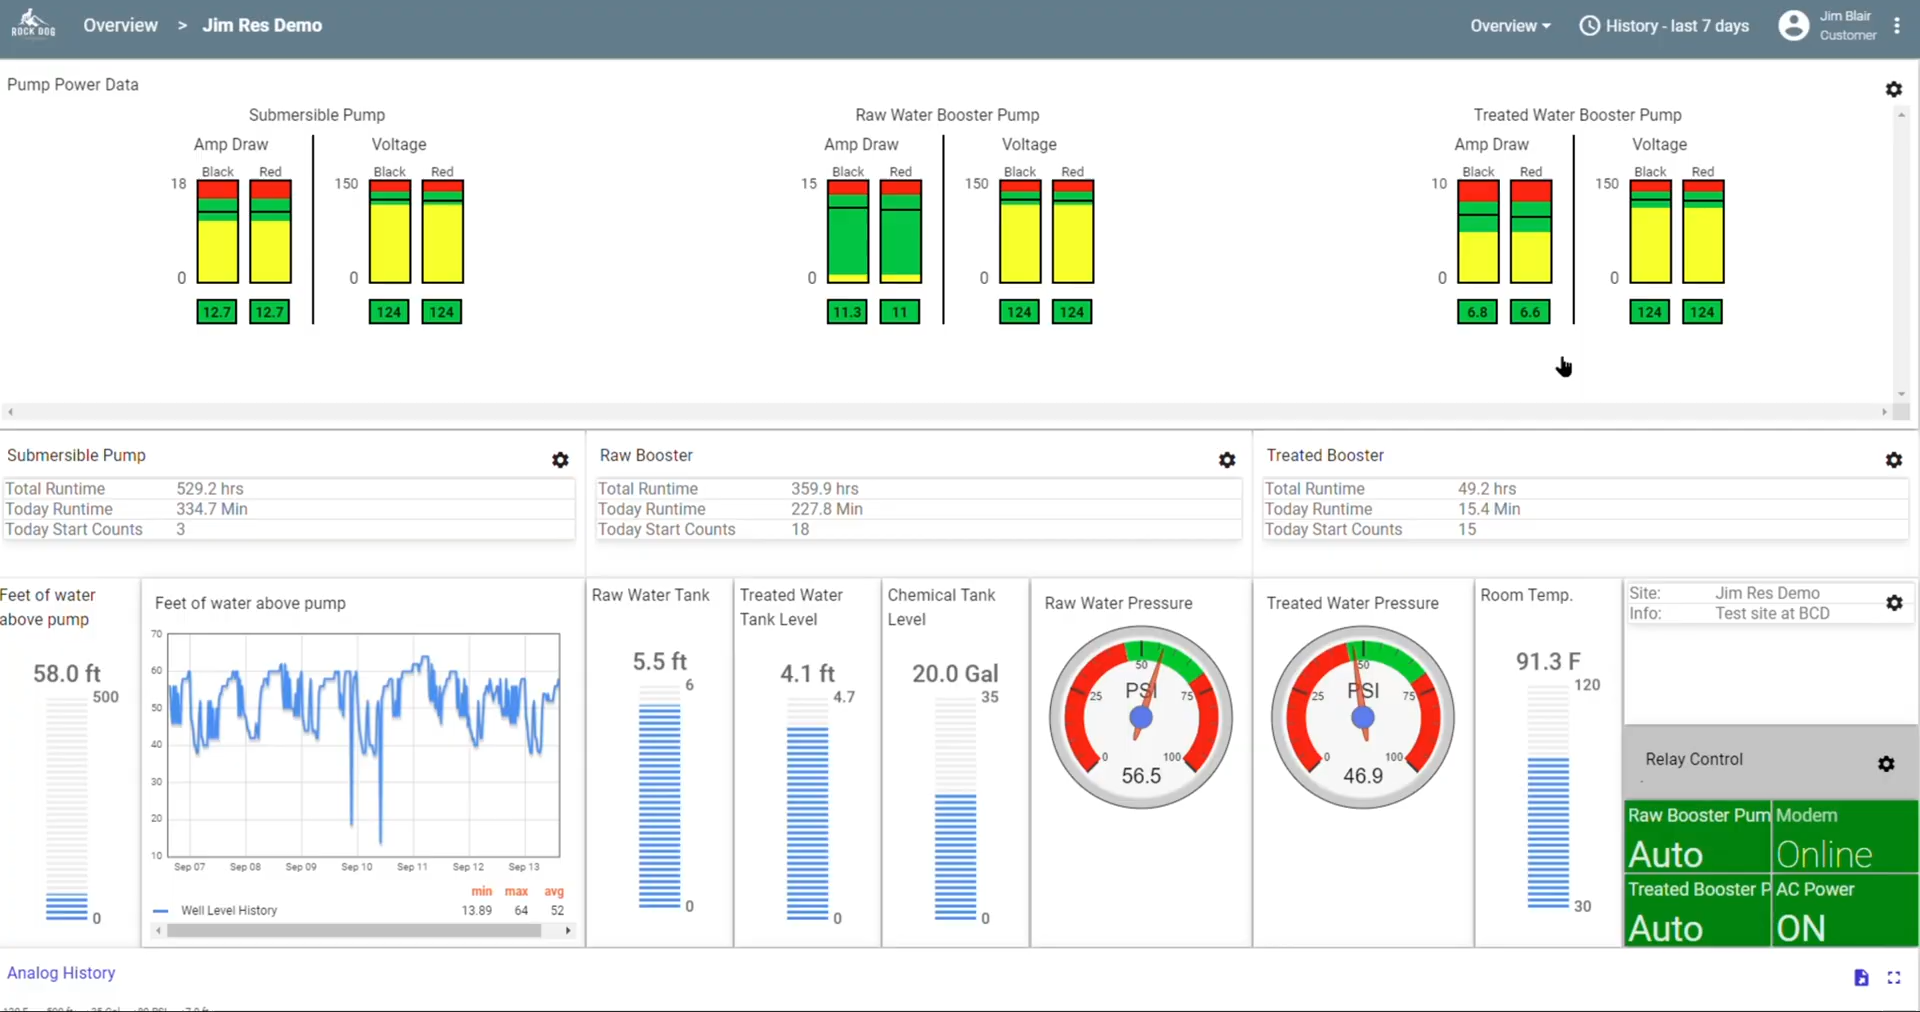 ROCK DOG
Overview > Jim Res Demo
Overview
History - last 7 days
Jim Blair
Customer
Pump Power Data
Submersible Pump
Amp Draw
Voltage
Black Red
Black Red
18
150
0
0
12.7 12.7
124 124
Raw Water Booster Pump
Amp Draw
Voltage
Black Red
Black Red
15
150
0
0
11.3 11
124 124
Treated Water Booster Pump
Amp Draw
Voltage
Black Red
Black Red
10
150
0
0
6.8 6.6
124 124
Submersible Pump
Total Runtime 529.2 hrs
Today Runtime 334.7 Min
Today Start Counts 3
Raw Booster
Total Runtime 359.9 hrs
Today Runtime 227.8 Min
Today Start Counts 18
Treated Booster
Total Runtime 49.2 hrs
Today Runtime 15.4 Min
Today Start Counts 15
Feet of water
above pump
58.0 ft
500
0
Feet of water above pump
70
60
50
40
30
20
10
Sep 07 Sep 08 Sep 09 Sep 10 Sep 11 Sep 12 Sep 13
min max avg
Well Level History 13.89 64 52
Raw Water Tank
5.5 ft
6
0
Treated Water
Tank Level
4.1 ft
4.7
0
Chemical Tank
Level
20.0 Gal
35
0
Raw Water Pressure
50
PSI
25
75
0
100
56.5
Treated Water Pressure
50
PSI
25
75
0
100
46.9
Room Temp.
91.3 F
120
30
Site: Jim Res Demo
Info: Test site at BCD
Relay Control
Raw Booster Pum
Auto
Modem
Online
Treated Booster P
Auto
AC Power
ON
Analog History